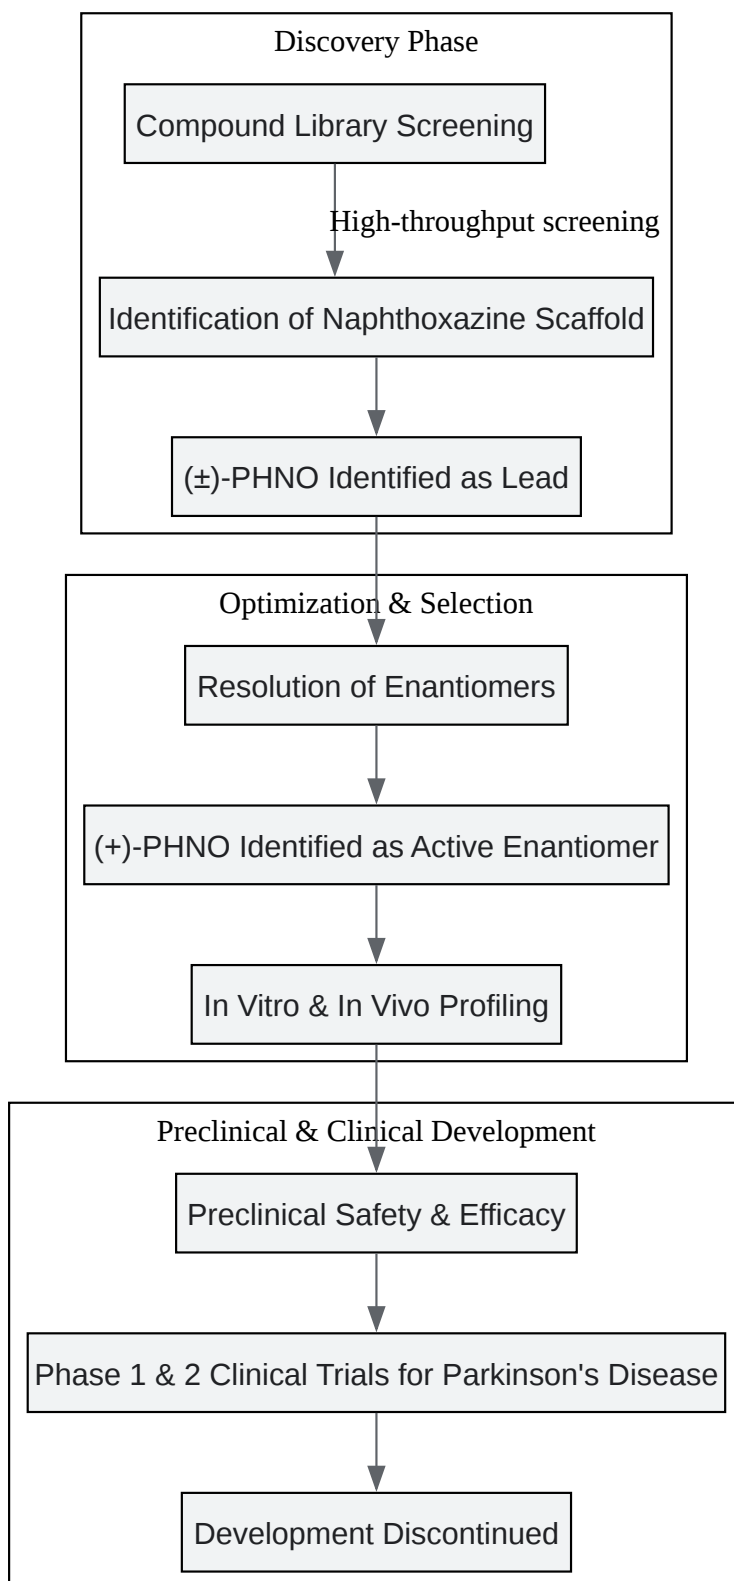 Discovery Phase
Compound Library Screening
High-throughput screening
Identification of Naphthoxazine Scaffold
(±)-PHNO Identified as Lead
Optimization & Selection
Resolution of Enantiomers
(+)-PHNO Identified as Active Enantiomer
In Vitro & In Vivo Profiling
Preclinical & Clinical Development
Preclinical Safety & Efficacy
Phase 1 & 2 Clinical Trials for Parkinson's Disease
Development Discontinued